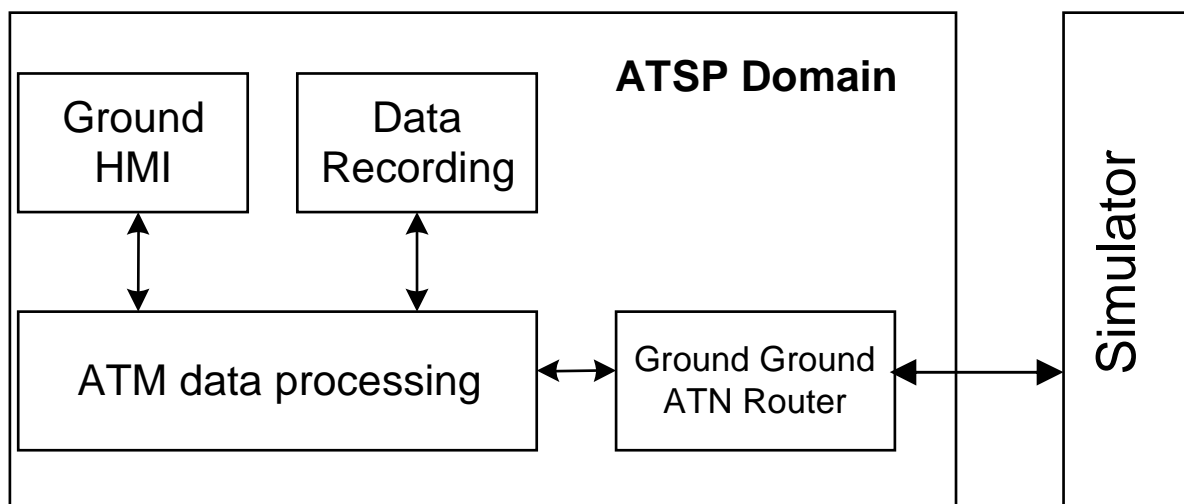 ATSP Domain
Ground
HMI
Data
Recording
ATM data processing
Ground Ground
ATN Router
Simulator